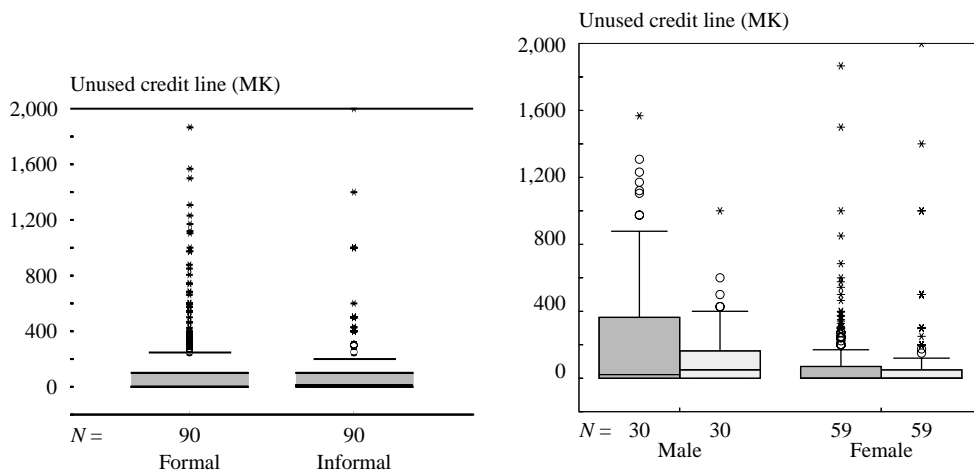 Unused credit line (MK)
2,000
1,600
1,200
800
400
0
N = 90 90
Formal Informal
Unused credit line (MK)
2,000
1,600
1,200
800
400
0
N = 30 30 59 59
Male Female